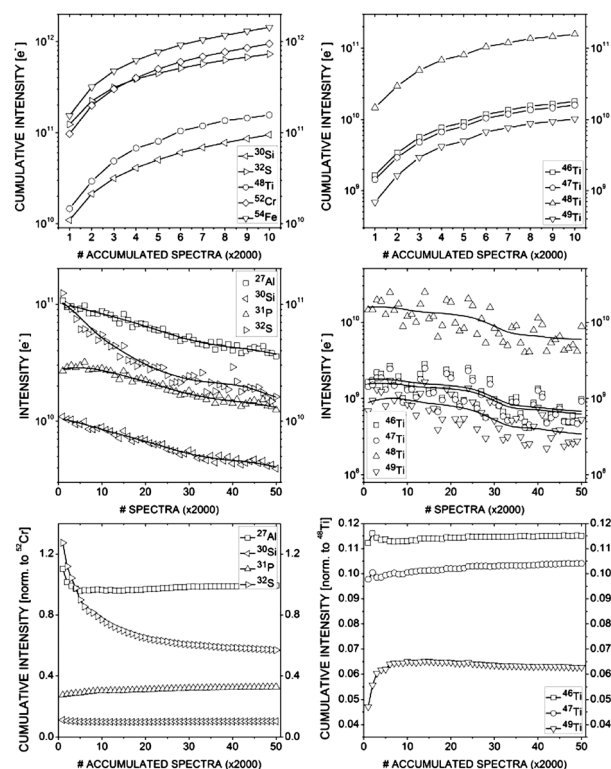 CUMULATIVE INTENSITY [e⁻]
10¹²
10¹¹
10¹⁰
10¹²
10¹¹
10¹⁰
³⁰Si
³²S
⁴⁸Ti
⁵²Cr
⁵⁴Fe
1 2 3 4 5 6 7 8 9 10
# ACCUMULATED SPECTRA (x2000)
CUMULATIVE INTENSITY [e⁻]
10¹¹
10¹⁰
10⁹
10¹¹
10¹⁰
10⁹
⁴⁶Ti
⁴⁷Ti
⁴⁸Ti
⁴⁹Ti
1 2 3 4 5 6 7 8 9 10
# ACCUMULATED SPECTRA (x2000)
INTENSITY [e⁻]
10¹¹
10¹⁰
10¹¹
10¹⁰
²⁷Al
³⁰Si
³¹P
³²S
0 10 20 30 40 50
# SPECTRA (x2000)
INTENSITY [e⁻]
10¹⁰
10⁹
10⁸
10¹⁰
10⁹
10⁸
⁴⁶Ti
⁴⁷Ti
⁴⁸Ti
⁴⁹Ti
0 10 20 30 40 50
# SPECTRA (x2000)
CUMULATIVE INTENSITY [norm. to ⁵²Cr]
1.2
0.8
0.4
0.0
1.2
0.8
0.4
0.0
²⁷Al
³⁰Si
³¹P
³²S
0 10 20 30 40 50
# ACCUMULATED SPECTRA (x2000)
CUMULATIVE INTENSITY [norm. to ⁴⁸Ti]
0.12
0.11
0.10
0.09
0.08
0.07
0.06
0.05
0.04
0.12
0.11
0.10
0.09
0.08
0.07
0.06
0.05
0.04
⁴⁶Ti
⁴⁷Ti
⁴⁹Ti
0 10 20 30 40 50
# ACCUMULATED SPECTRA (x2000)